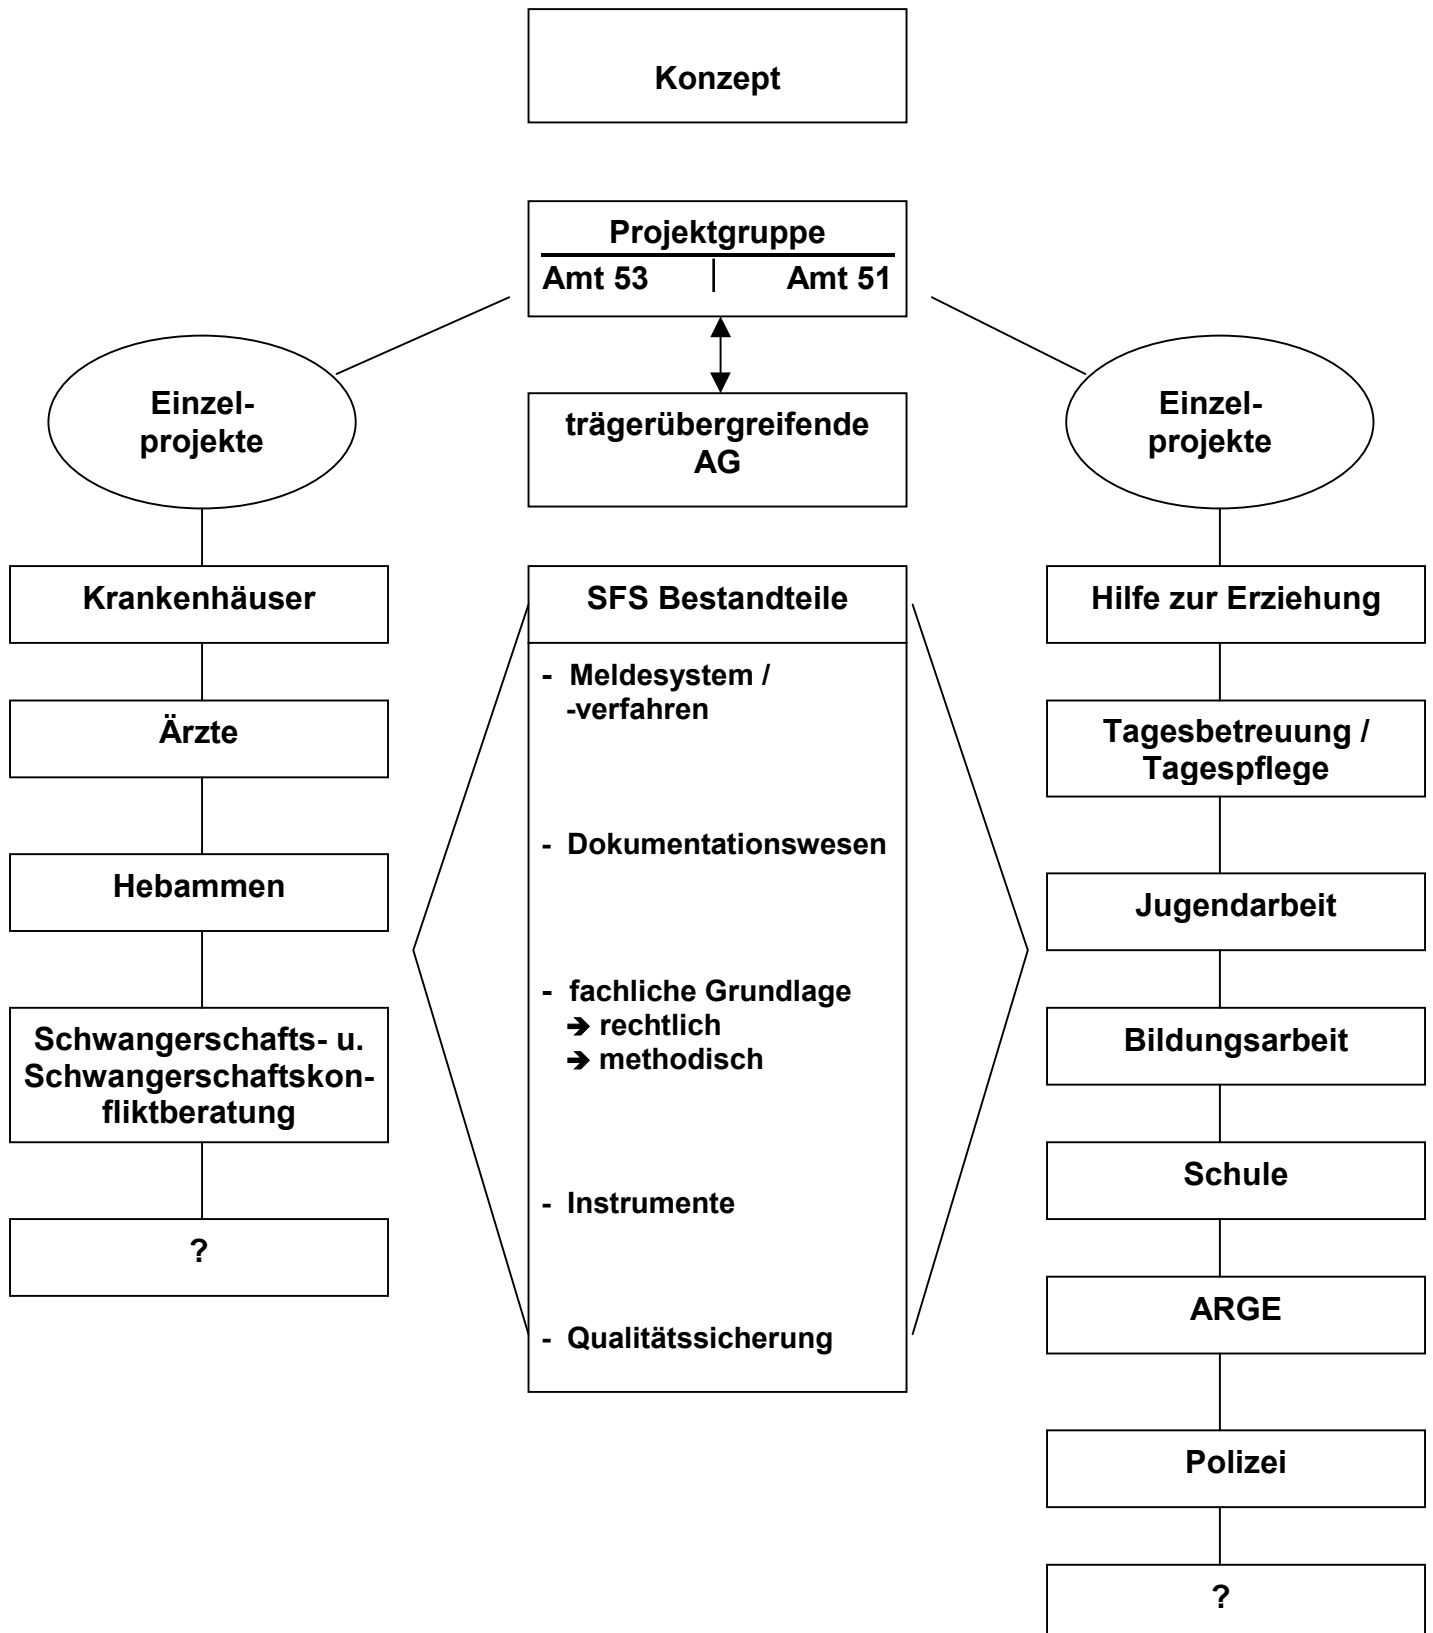 Konzept
Projektgruppe
Amt 53 | Amt 51
Einzel-
projekte
trägerübergreifende
AG
Einzel-
projekte
Krankenhäuser
Ärzte
Hebammen
Schwangerschafts- u.
Schwangerschaftskon-
fliktberatung
?
SFS Bestandteile
- Meldesystem /
-verfahren
- Dokumentationswesen
- fachliche Grundlage
➔ rechtlich
➔ methodisch
- Instrumente
- Qualitätssicherung
Hilfe zur Erziehung
Tagesbetreuung /
Tagespflege
Jugendarbeit
Bildungsarbeit
Schule
ARGE
Polizei
?